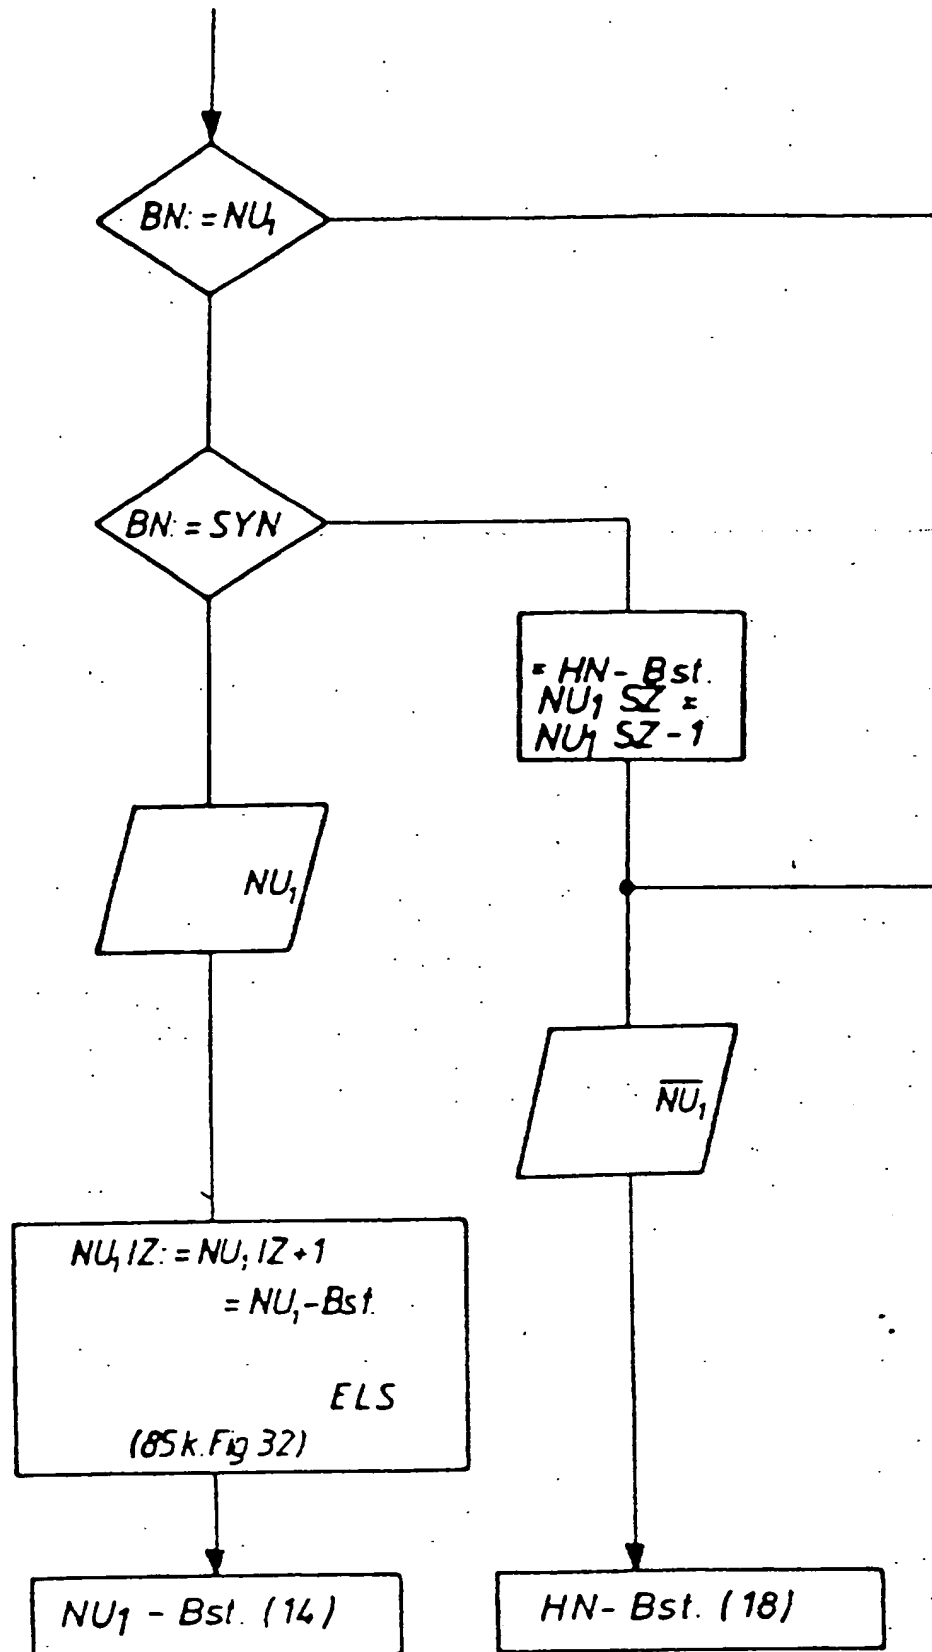 BN: = NU₁
BN: = SYN
= HN - Bst.
NU₁ SZ =
NU₁ SZ - 1
NU₁
N̅U̅₁
NU₁ IZ: = NU₁ IZ + 1
= NU₁ - Bst.
ELS
(85k. Fig 32)
NU₁ - Bst. (14)
HN - Bst. (18)